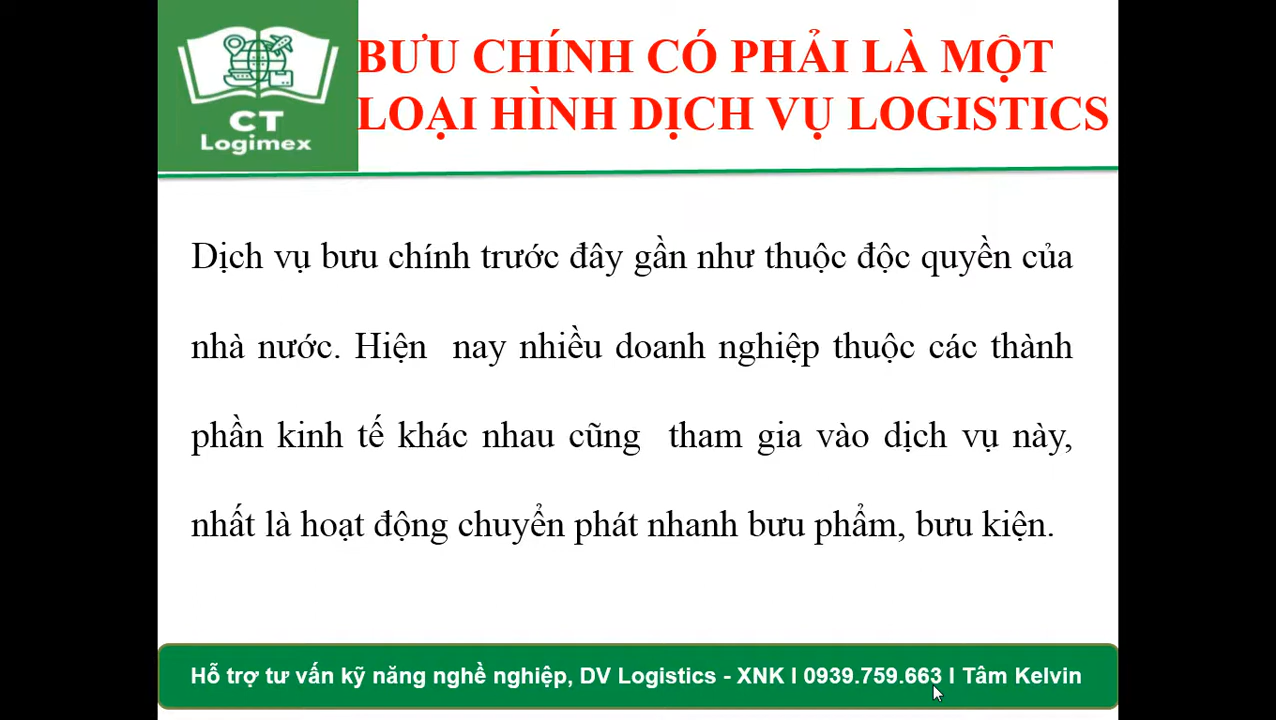 CT
Logimex
BƯU CHÍNH CÓ PHẢI LÀ MỘT
LOẠI HÌNH DỊCH VỤ LOGISTICS
Dịch vụ bưu chính trước đây gần như thuộc độc quyền của
nhà nước. Hiện nay nhiều doanh nghiệp thuộc các thành
phần kinh tế khác nhau cũng tham gia vào dịch vụ này,
nhất là hoạt động chuyển phát nhanh bưu phẩm, bưu kiện.
Hỗ trợ tư vấn kỹ năng nghề nghiệp, DV Logistics - XNK I 0939.759.663 I Tâm Kelvin